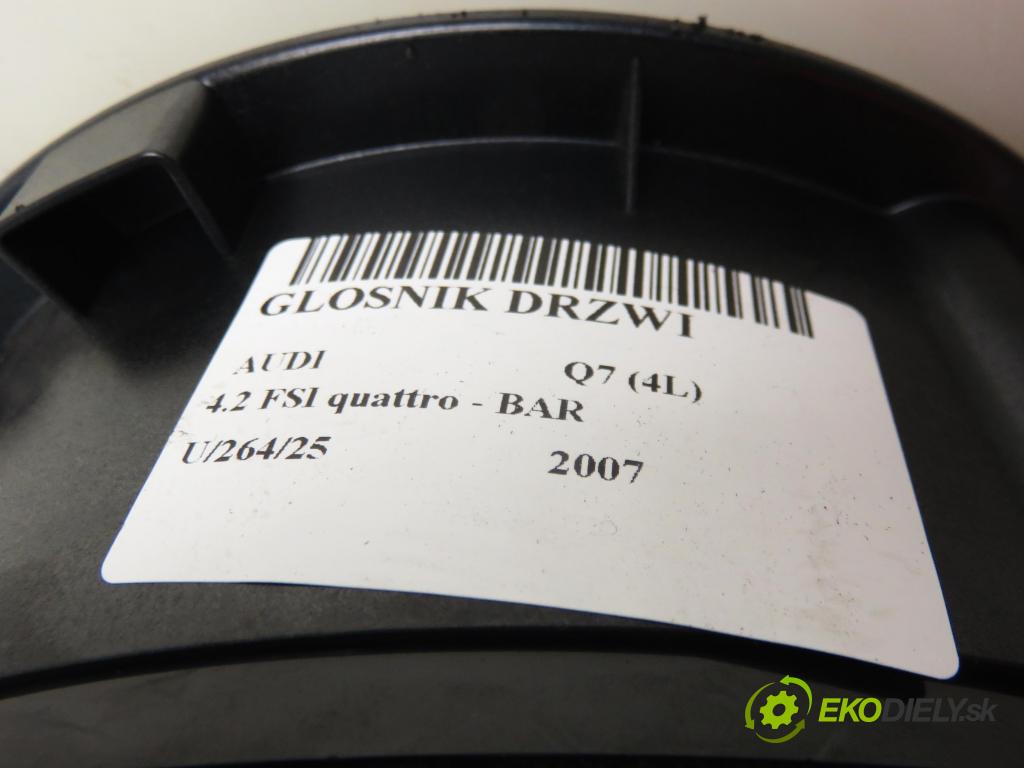 GLOSNIK DRZWI
AUDI Q7 (4L)
4.2 FSI quattro - BAR
U/264/25 2007
EKODIELY.sk